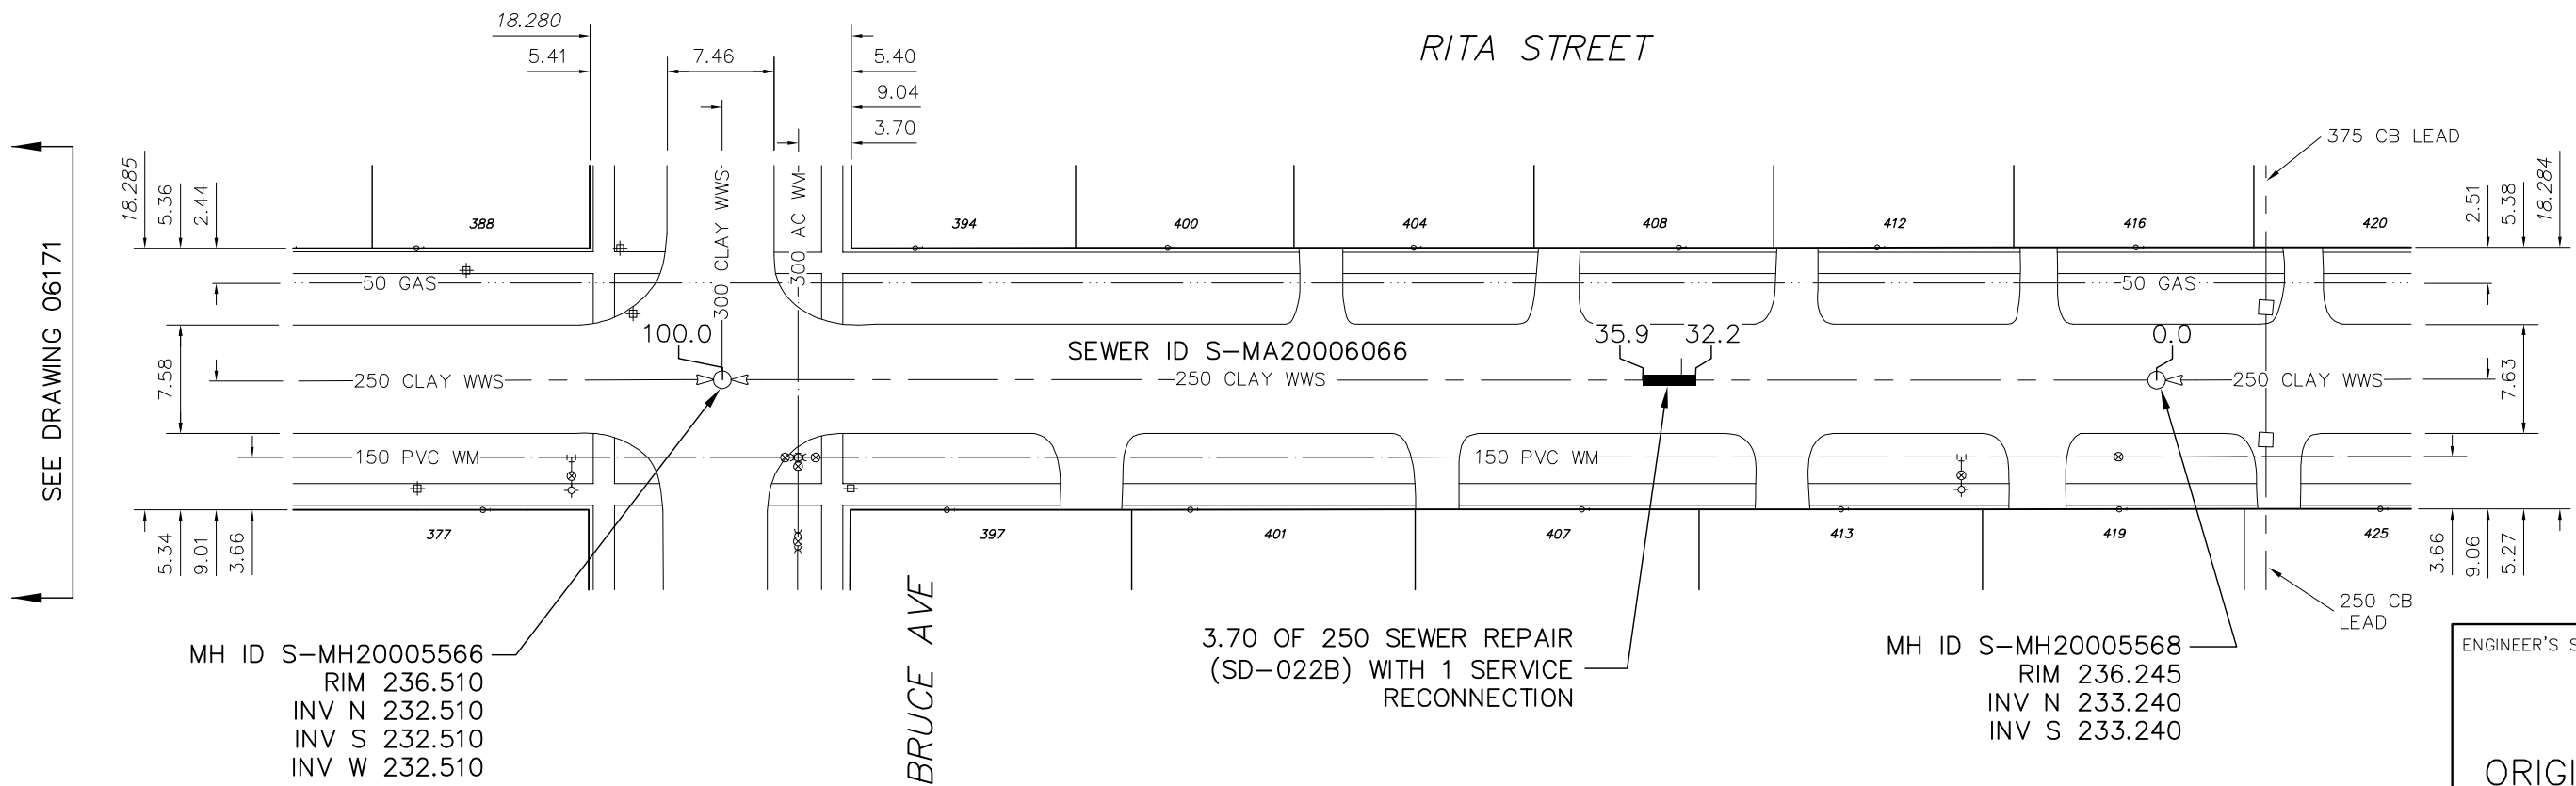 18.280
5.41
7.46
5.40
9.04
3.70
RITA STREET
SEE DRAWING 06171
18.285
5.36
2.44
300 CLAY WWS
300 AC WM
375 CB LEAD
2.51
5.38
18.284
388
394
400
404
408
412
416
420
50 GAS
50 GAS
100.0
SEWER ID S-MA20006066
35.9
32.2
0.0
7.58
250 CLAY WWS
250 CLAY WWS
250 CLAY WWS
7.63
150 PVC WM
150 PVC WM
377
397
401
407
413
419
425
5.34
9.01
3.66
3.66
9.06
5.27
250 CB
LEAD
BRUCE AVE
MH ID S-MH20005566
RIM 236.510
INV N 232.510
INV S 232.510
INV W 232.510
3.70 OF 250 SEWER REPAIR
(SD-022B) WITH 1 SERVICE
RECONNECTION
MH ID S-MH20005568
RIM 236.245
INV N 233.240
INV S 233.240
ENGINEER'S S
ORIGI